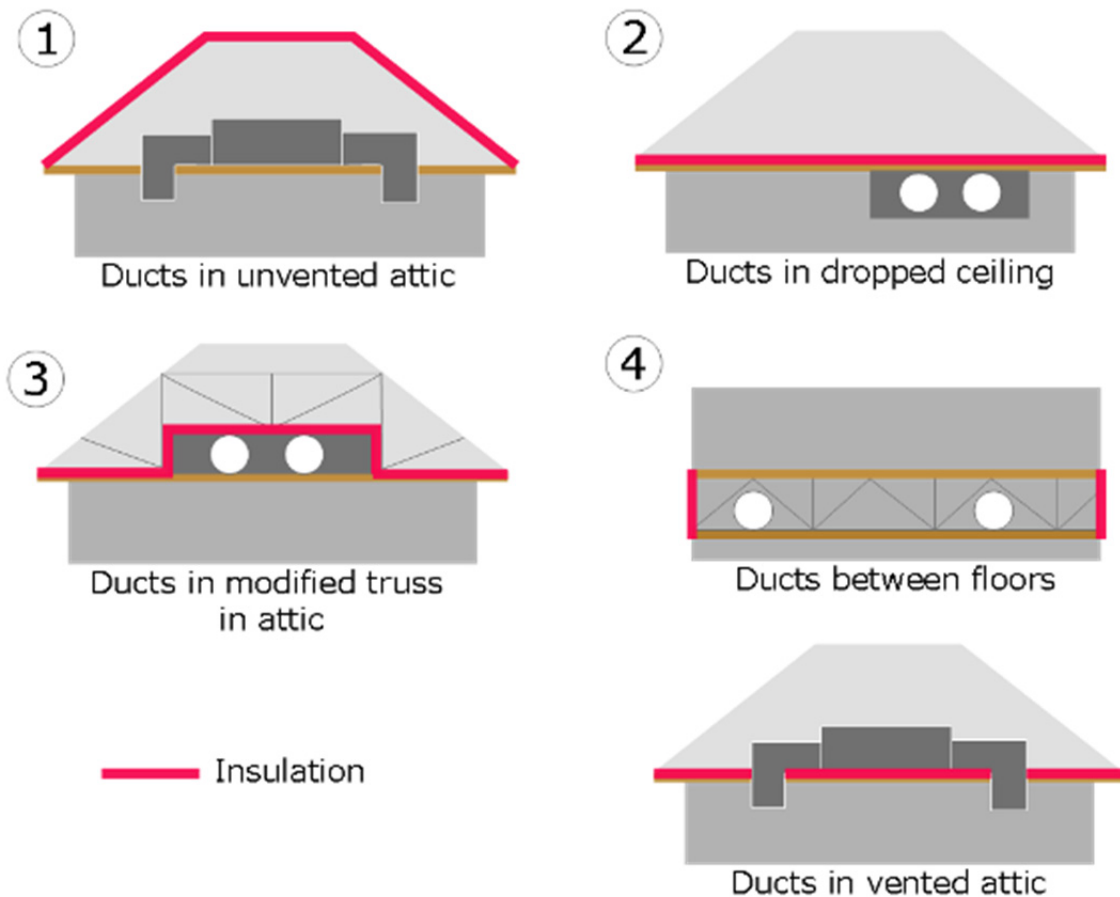 1
Ducts in unvented attic
2
Ducts in dropped ceiling
3
Ducts in modified truss
in attic
4
Ducts between floors
Insulation
Ducts in vented attic